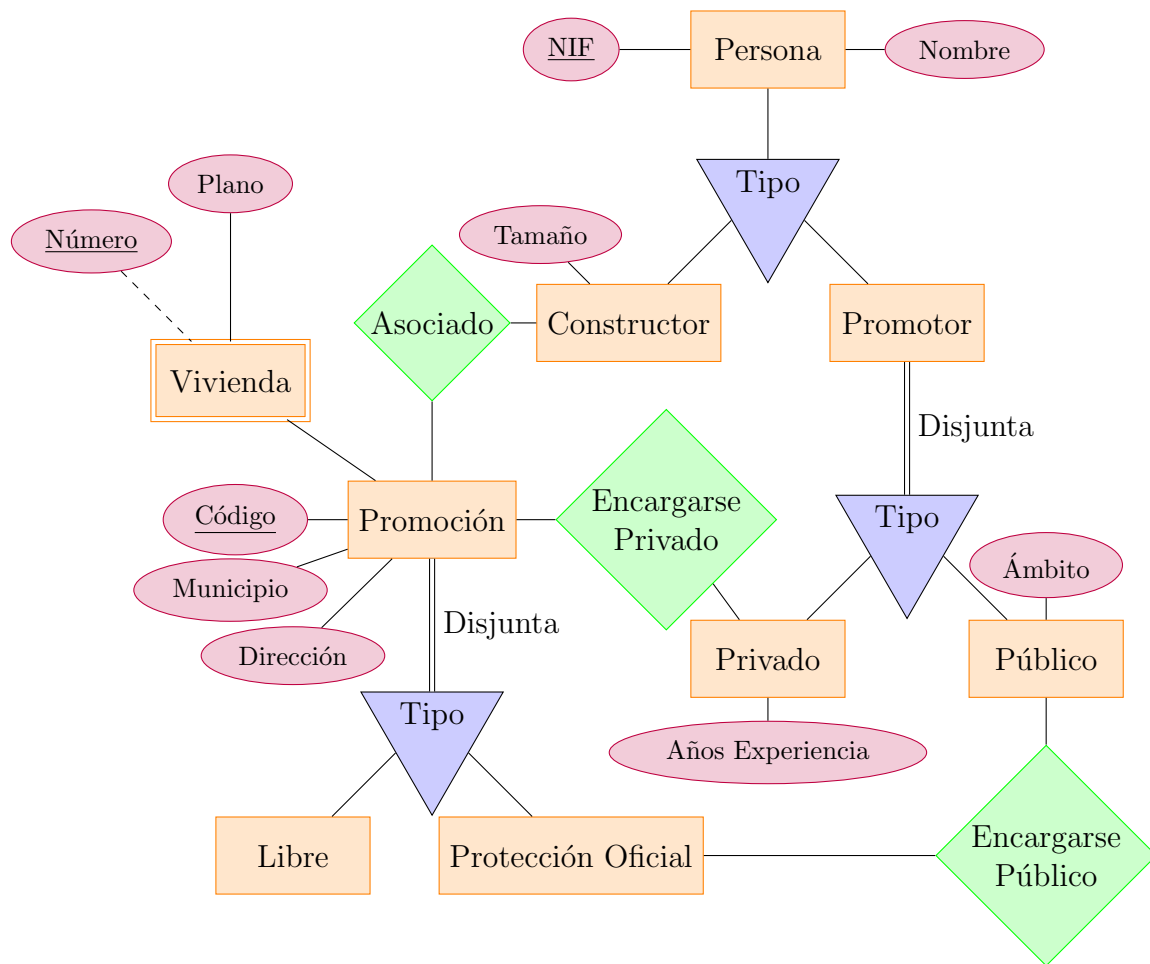 NIF
Persona
Nombre
Tipo
Plano
Número
Tamaño
Asociado
Constructor
Promotor
Vivienda
Disjunta
Encargarse
Privado
Código
Promoción
Tipo
Ámbito
Municipio
Disjunta
Dirección
Privado
Público
Tipo
Años Experiencia
Encargarse
Público
Libre
Protección Oficial